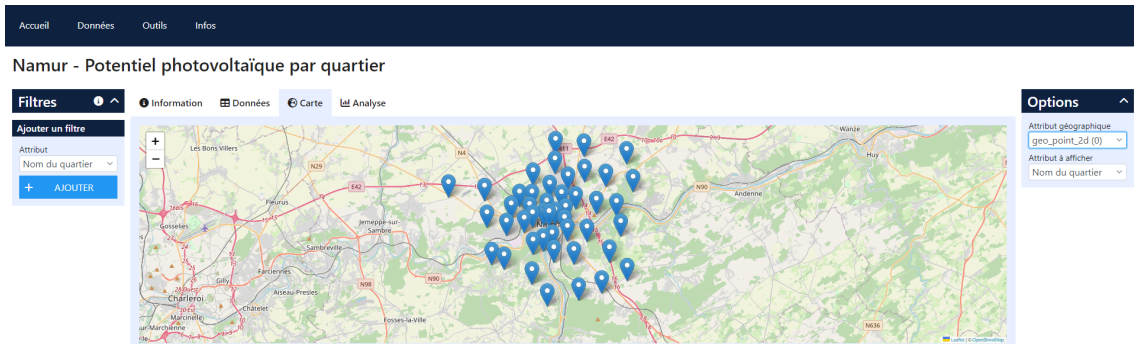 Accueil Données Outils Infos
Namur - Potentiel photovoltaïque par quartier
Filtres
Ajouter un filtre
Attribut
Nom du quartier
+ AJOUTER
Information Données Carte Analyse
+
−
Les Bons Villers
N29
E42
N4
E411
E42
Wanze
Huy
N90
Andenne
Fleurus
Gosselies
Jemeppe-sur-
Sambre
Sambreville
Farciennes
Gilly
Charleroi
Aiseau-Presles
Châtelet
Marcinelle
N98
N90
Fosses-la-Ville
N636
Leaflet | © OpenStreetMap
Options
Attribut géographique
geo_point_2d (0)
Attribut à afficher
Nom du quartier